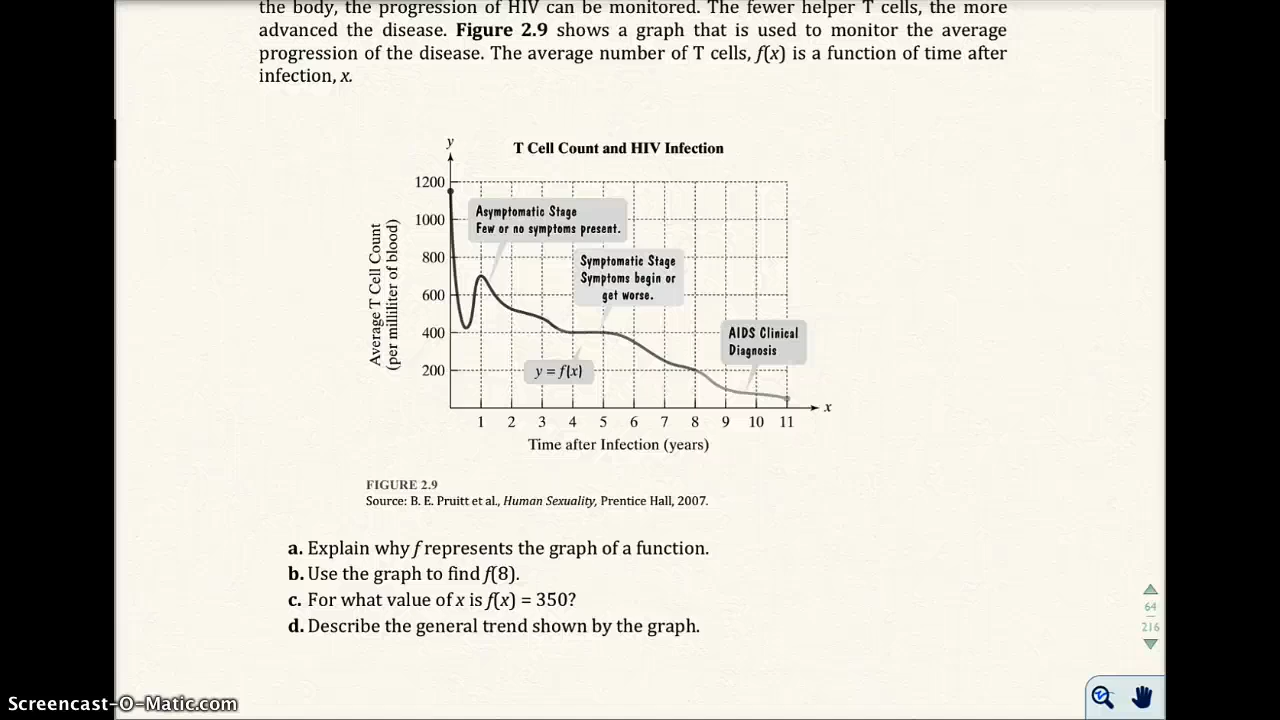 the body, the progression of HIV can be monitored. The fewer helper T cells, the more
advanced the disease. Figure 2.9 shows a graph that is used to monitor the average
progression of the disease. The average number of T cells, f(x) is a function of time after
infection, x.
y
T Cell Count and HIV Infection
1200
1000
800
600
400
200
Average T Cell Count
(per milliliter of blood)
Asymptomatic Stage
Few or no symptoms present.
Symptomatic Stage
Symptoms begin or
get worse.
AIDS Clinical
Diagnosis
y = f(x)
x
1 2 3 4 5 6 7 8 9 10 11
Time after Infection (years)
FIGURE 2.9
Source: B. E. Pruitt et al., Human Sexuality, Prentice Hall, 2007.
a. Explain why f represents the graph of a function.
b. Use the graph to find f(8).
c. For what value of x is f(x) = 350?
d. Describe the general trend shown by the graph.
64
216
Screencast-O-Matic.com